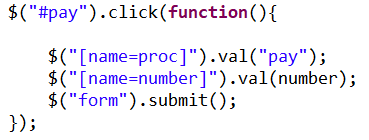 $("#pay").click(function(){
$("[name=proc]").val("pay");
$("[name=number]").val(number);
$("form").submit();
});